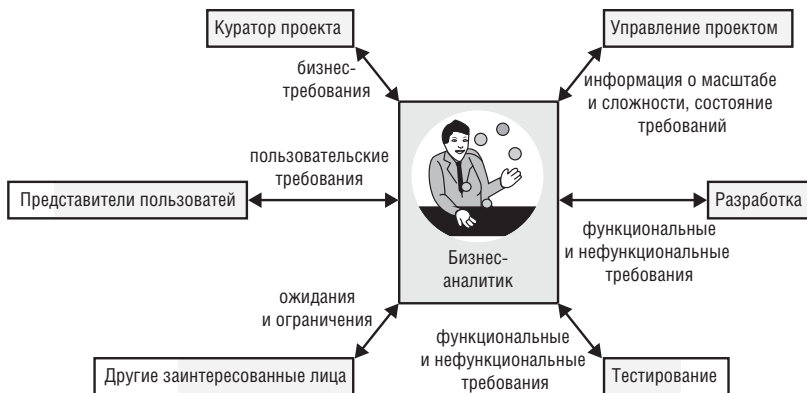 Куратор проекта
Управление проектом
бизнес-
требования
информация о масштабе
и сложности, состояние
требований
пользовательские
требования
Представители пользоватей
Разработка
Бизнес-
аналитик
функциональные
и нефункциональные
требования
ожидания
и ограничения
функциональные
и нефункциональные
требования
Другие заинтересованные лица
Тестирование